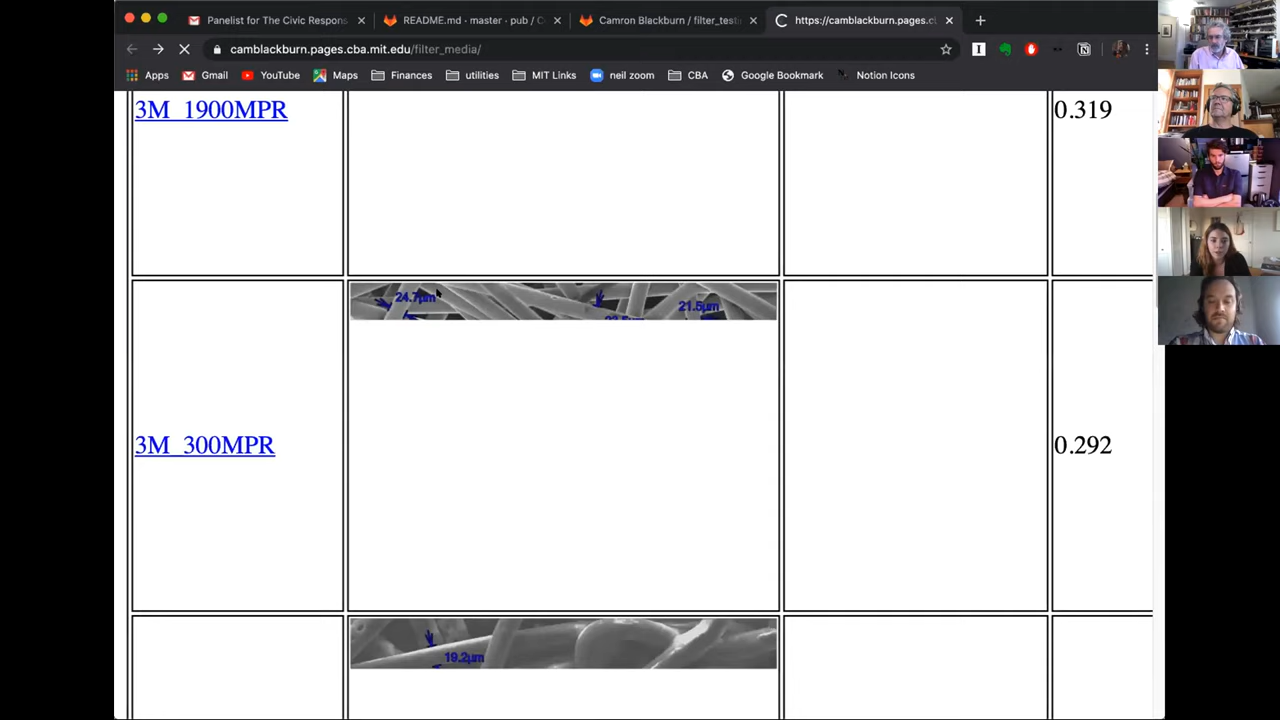 Panelist for The Civic Respons
README.md - master - pub / C
Camron Blackburn / filter_testi
https://camblackburn.pages.c
camblackburn.pages.cba.mit.edu/filter_media/
Apps
Gmail
YouTube
Maps
Finances
utilities
MIT Links
neil zoom
CBA
Google Bookmark
Notion Icons
3M_1900MPR
0.319
24.7µm
21.5µm
3M_300MPR
0.292
19.2µm